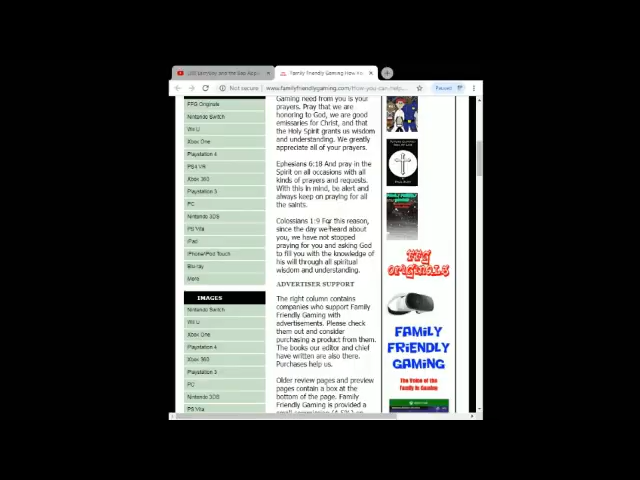 Family Friendly Gaming How Yo
Not secure
www.familyfriendlygaming.com/How-you-can-help...
Paused
FFG Originals
Nintendo Switch
Wii U
Xbox One
Playstation 4
PS4 VR
Xbox 360
Playstation 3
PC
Nintendo 3DS
PS Vita
iPad
iPhone/iPod Touch
Blu-ray
More
IMAGES
Nintendo Switch
Wii U
Xbox One
Playstation 4
Xbox 360
Playstation 3
PC
Nintendo 3DS
PS Vita
Gaming need from you is your
prayers. Pray that we are
honoring to God, we are good
emissaries for Christ, and that
the Holy Spirit grants us wisdom
and understanding. We greatly
appreciate all of your prayers.
Ephesians 6:18 And pray in the
Spirit on all occasions with all
kinds of prayers and requests.
With this in mind, be alert and
always keep on praying for all
the saints.
Colossians 1:9 For this reason,
since the day we heard about
you, we have not stopped
praying for you and asking God
to fill you with the knowledge of
his will through all spiritual
wisdom and understanding.
ADVERTISER SUPPORT
The right column contains
companies who support Family
Friendly Gaming with
advertisements. Please check
them out and consider
purchasing a product from them.
The books our editor and chief
have written are also there.
Purchases help us.
Older review pages and preview
pages contain a box at the
bottom of the page. Family
Friendly Gaming is provided a
FFG
ORIGINALS
FAMILY
FRIENDLY
GAMING
The Voice of the
Family in Gaming